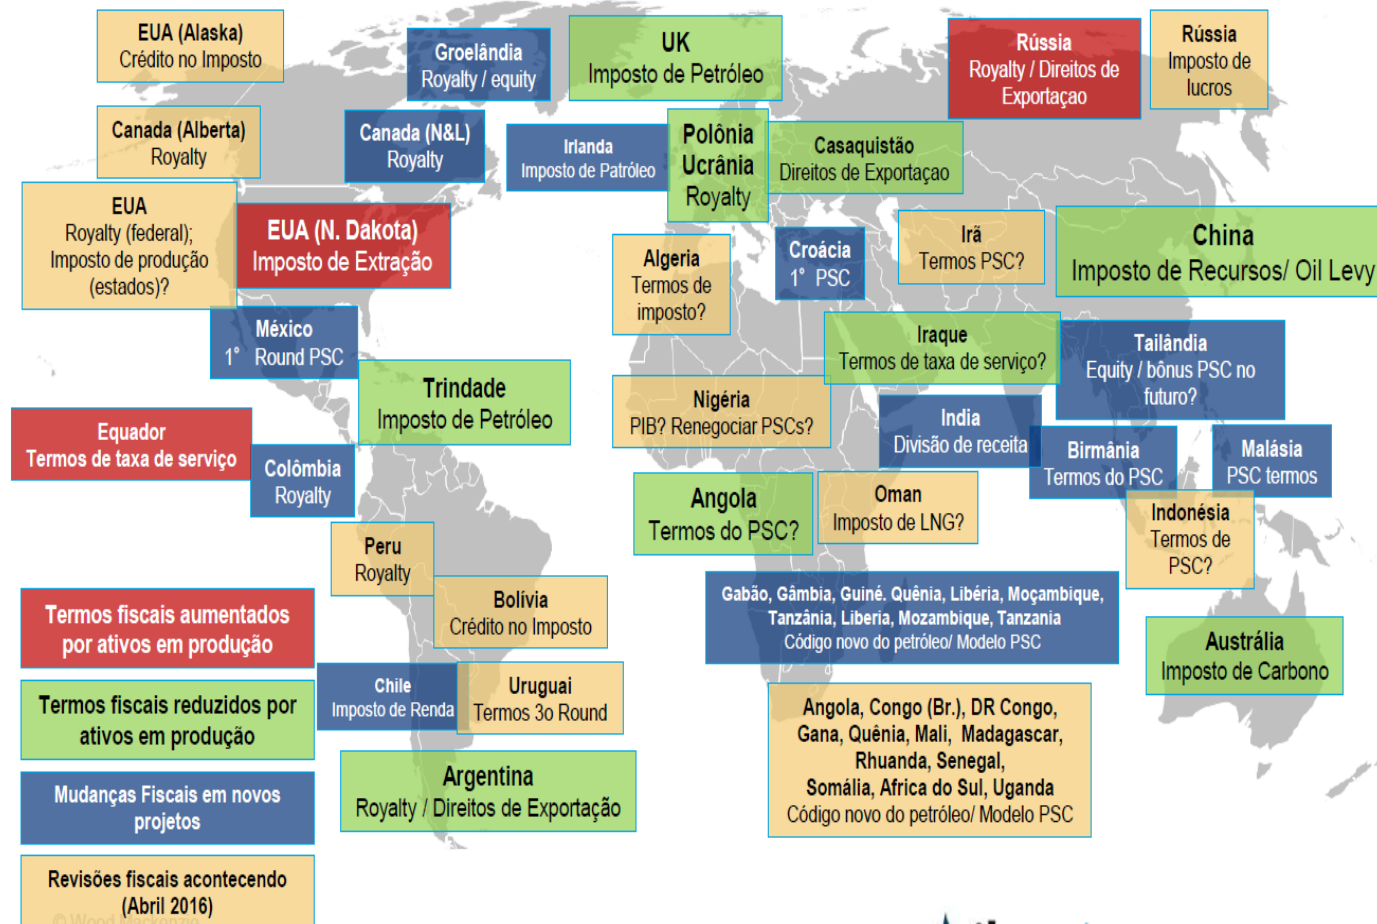 EUA (Alaska)
Crédito no Imposto
Groelândia
Royalty / equity
UK
Imposto de Petróleo
Rússia
Royalty / Direitos de
Exportaçao
Rússia
Imposto de
lucros
Canada (Alberta)
Royalty
Canada (N&L)
Royalty
Irlanda
Imposto de Patróleo
Polônia
Ucrânia
Royalty
Casaquistão
Direitos de Exportaçao
EUA
Royalty (federal);
Imposto de produção
(estados)?
EUA (N. Dakota)
Imposto de Extração
Algeria
Termos de
imposto?
Croácia
1° PSC
Irã
Termos PSC?
China
Imposto de Recursos/ Oil Levy
México
1° Round PSC
Iraque
Termos de taxa de serviço?
Tailândia
Equity / bônus PSC no
futuro?
Trindade
Imposto de Petróleo
Nigéria
PIB? Renegociar PSCs?
India
Divisão de receita
Equador
Termos de taxa de serviço
Colômbia
Royalty
Birmânia
Termos do PSC
Malásia
PSC termos
Angola
Termos do PSC?
Oman
Imposto de LNG?
Indonésia
Termos de
PSC?
Peru
Royalty
Bolívia
Crédito no Imposto
Gabão, Gâmbia, Guiné. Quênia, Libéria, Moçambique,
Tanzânia, Liberia, Mozambique, Tanzania
Código novo do petróleo/ Modelo PSC
Austrália
Imposto de Carbono
Chile
Imposto de Renda
Uruguai
Termos 3o Round
Angola, Congo (Br.), DR Congo,
Gana, Quênia, Mali, Madagascar,
Rhuanda, Senegal,
Somália, Africa do Sul, Uganda
Código novo do petróleo/ Modelo PSC
Argentina
Royalty / Direitos de Exportação
Termos fiscais aumentados
por ativos em produção
Termos fiscais reduzidos por
ativos em produção
Mudanças Fiscais em novos
projetos
Revisões fiscais acontecendo
(Abril 2016)
© Wood Mackenzie